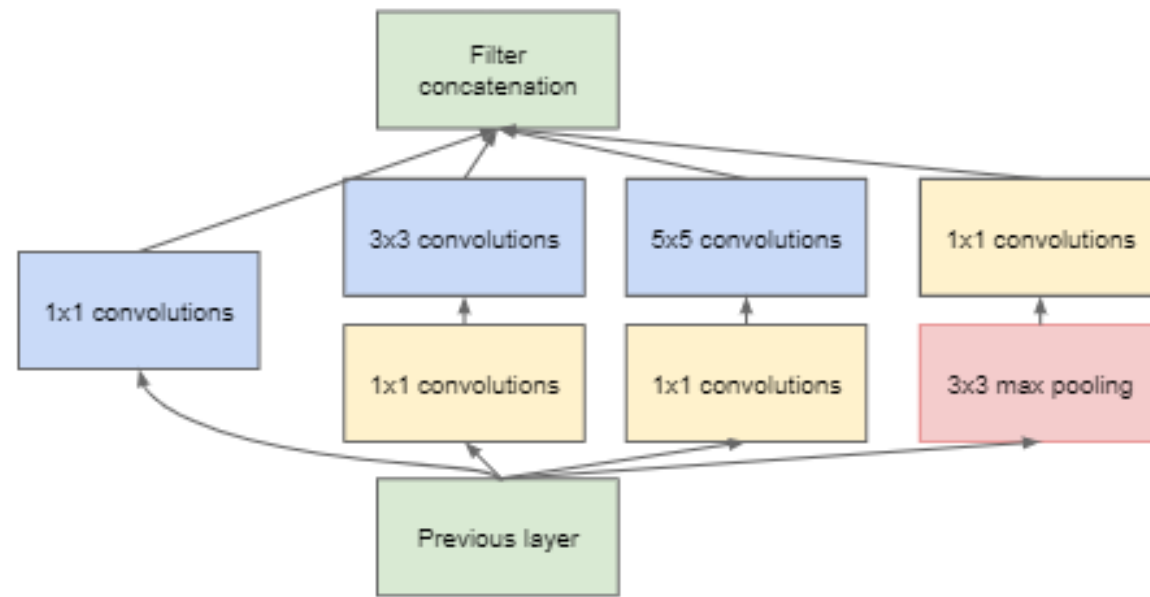 Filter
concatenation
3x3 convolutions
5x5 convolutions
1x1 convolutions
1x1 convolutions
1x1 convolutions
1x1 convolutions
3x3 max pooling
Previous layer